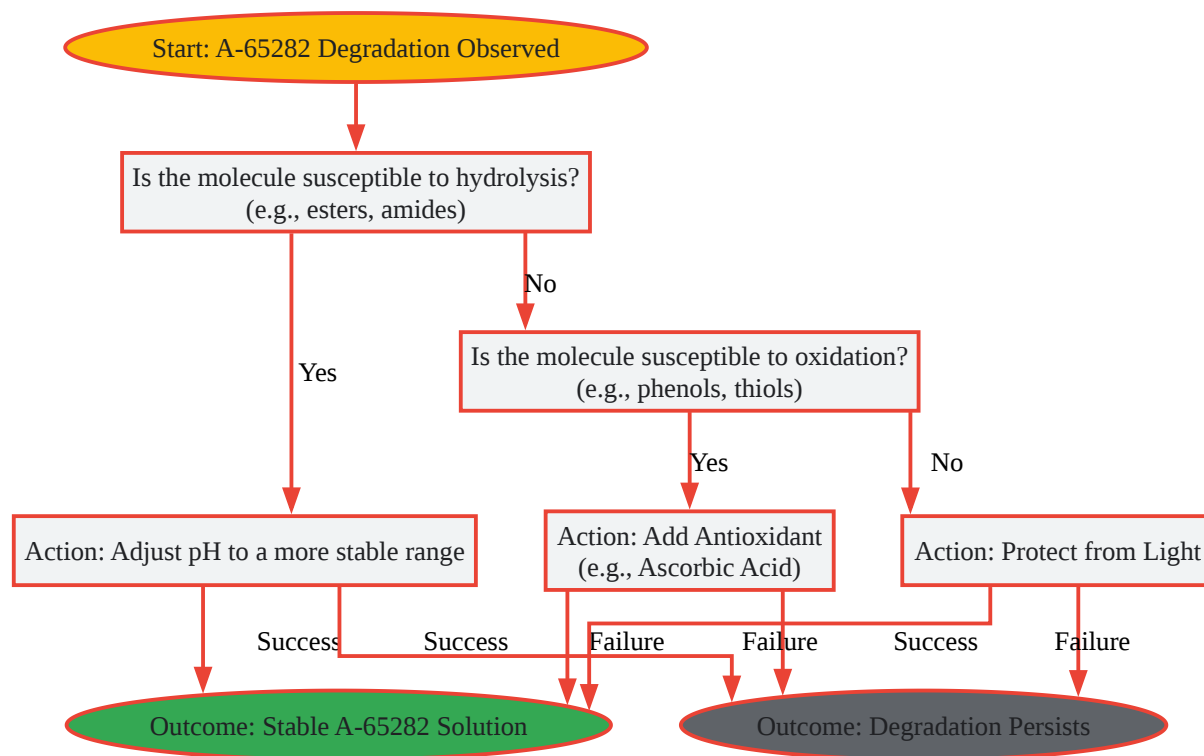 Start: A-65282 Degradation Observed
Is the molecule susceptible to hydrolysis?
(e.g., esters, amides)
No
Is the molecule susceptible to oxidation?
(e.g., phenols, thiols)
Yes
Yes
No
Action: Adjust pH to a more stable range
Action: Add Antioxidant
(e.g., Ascorbic Acid)
Action: Protect from Light
Success
Success
Failure
Failure
Success
Failure
Outcome: Stable A-65282 Solution
Outcome: Degradation Persists